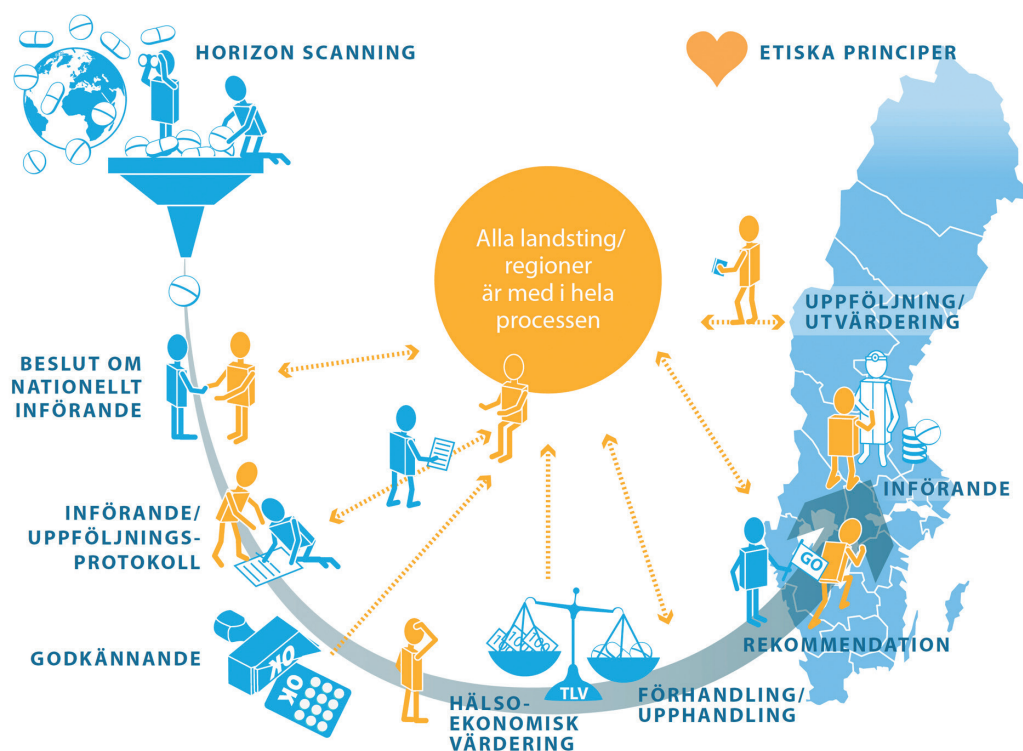 HORIZON SCANNING
ETISKA PRINCIPER
Alla landsting/
regioner
är med i hela
processen
BESLUT OM
NATIONELLT
INFÖRANDE
INFÖRANDE/
UPPFÖLJNINGS-
PROTOKOLL
GODKÄNNANDE
OK
OK
HÄLSO-
EKONOMISK
VÄRDERING
TLV
FÖRHANDLING/
UPPHANDLING
REKOMMENDATION
GO
INFÖRANDE
UPPFÖLJNING/
UTVÄRDERING